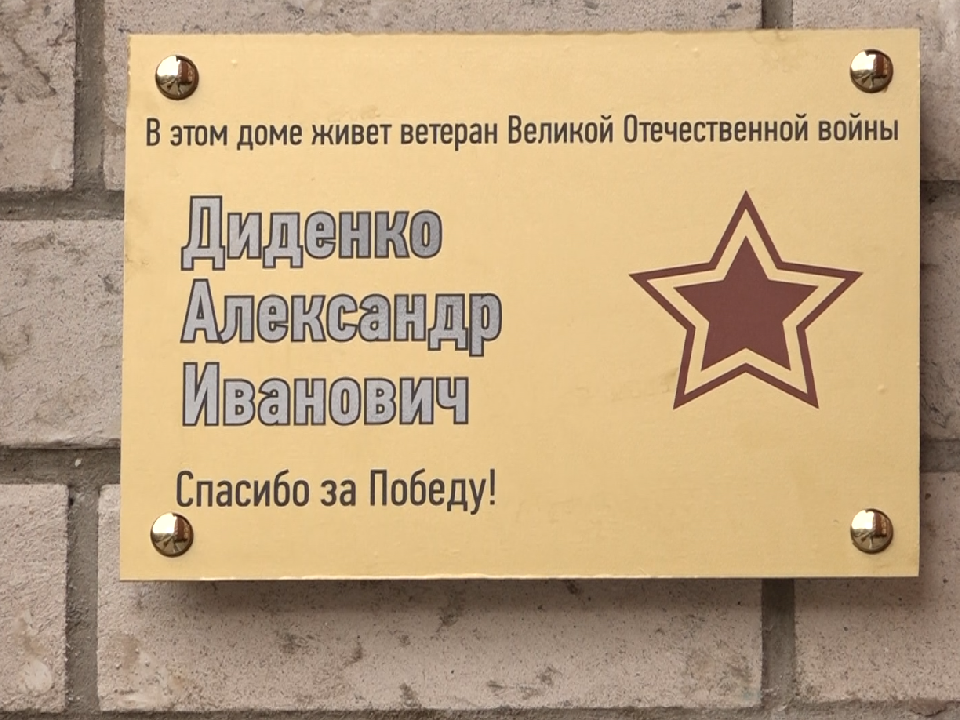 В этом доме живет ветеран Великой Отечественной войны
Диденко
Александр
Иванович
Спасибо за Победу!